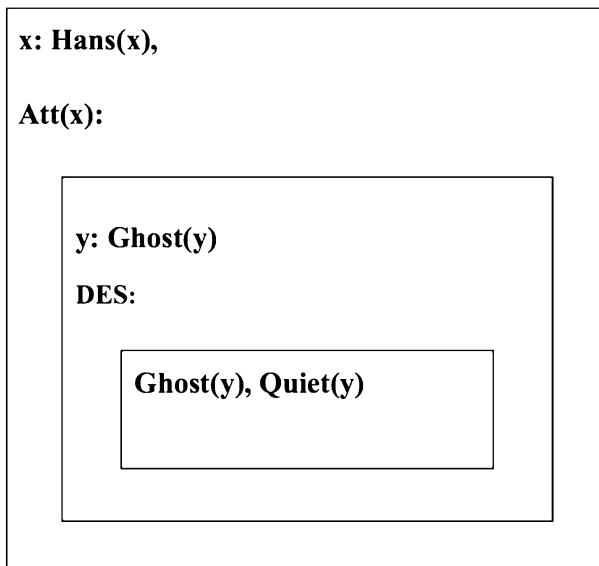 x: Hans(x),
Att(x):
y: Ghost(y)
DES:
Ghost(y), Quiet(y)